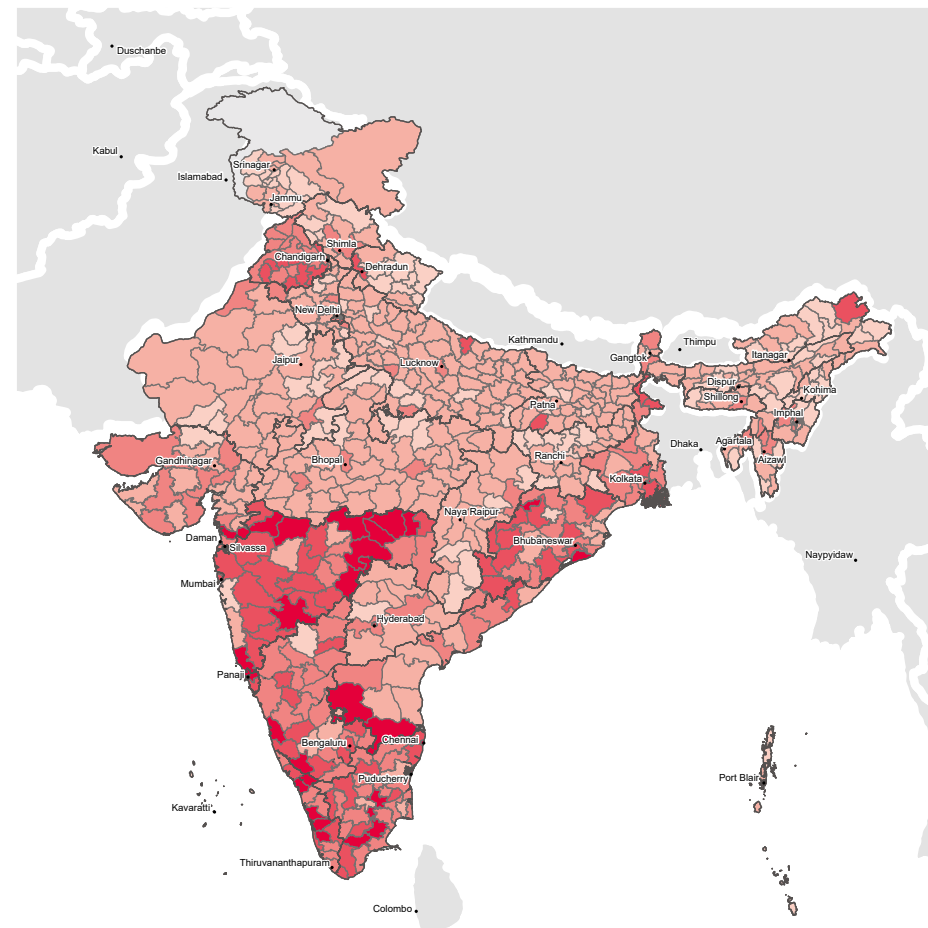 Duschanbe
Kabul
Islamabad
Srinagar
Jammu
Shimla
Chandigarh
Dehradun
New Delhi
Kathmandu
Thimpu
Gangtok
Itanagar
Jaipur
Lucknow
Dispur
Kohima
Shillong
Patna
Imphal
Dhaka
Agartala
Gandhinagar
Bhopal
Ranchi
Aizawl
Kolkata
Naya Raipur
Daman
Silvassa
Bhubaneswar
Naypyidaw
Mumbai
Hyderabad
Panaji
Bengaluru
Chennai
Puducherry
Port Blair
Kavaratti
Thiruvananthapuram
Colombo